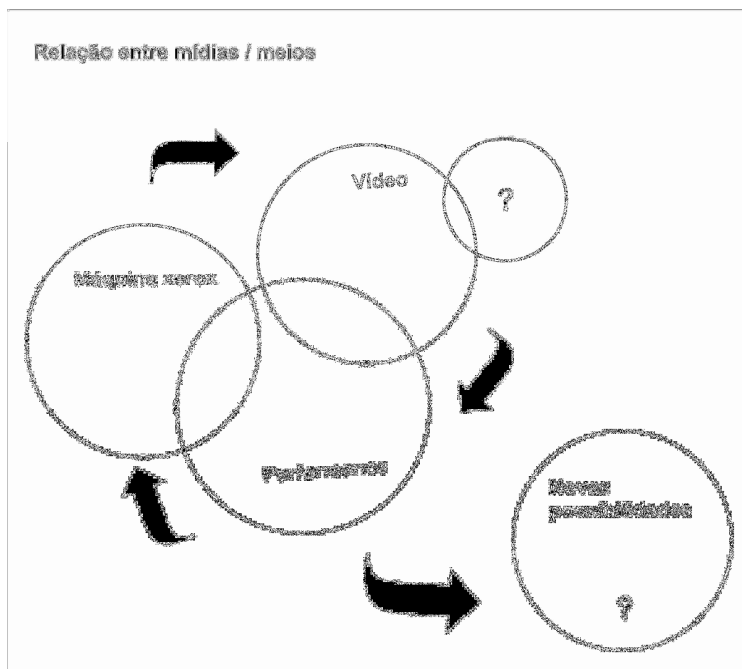 Relação entre mídias / meios
Vídeo
?
Máquina xerox
Performance
Novas
possibilidades
?